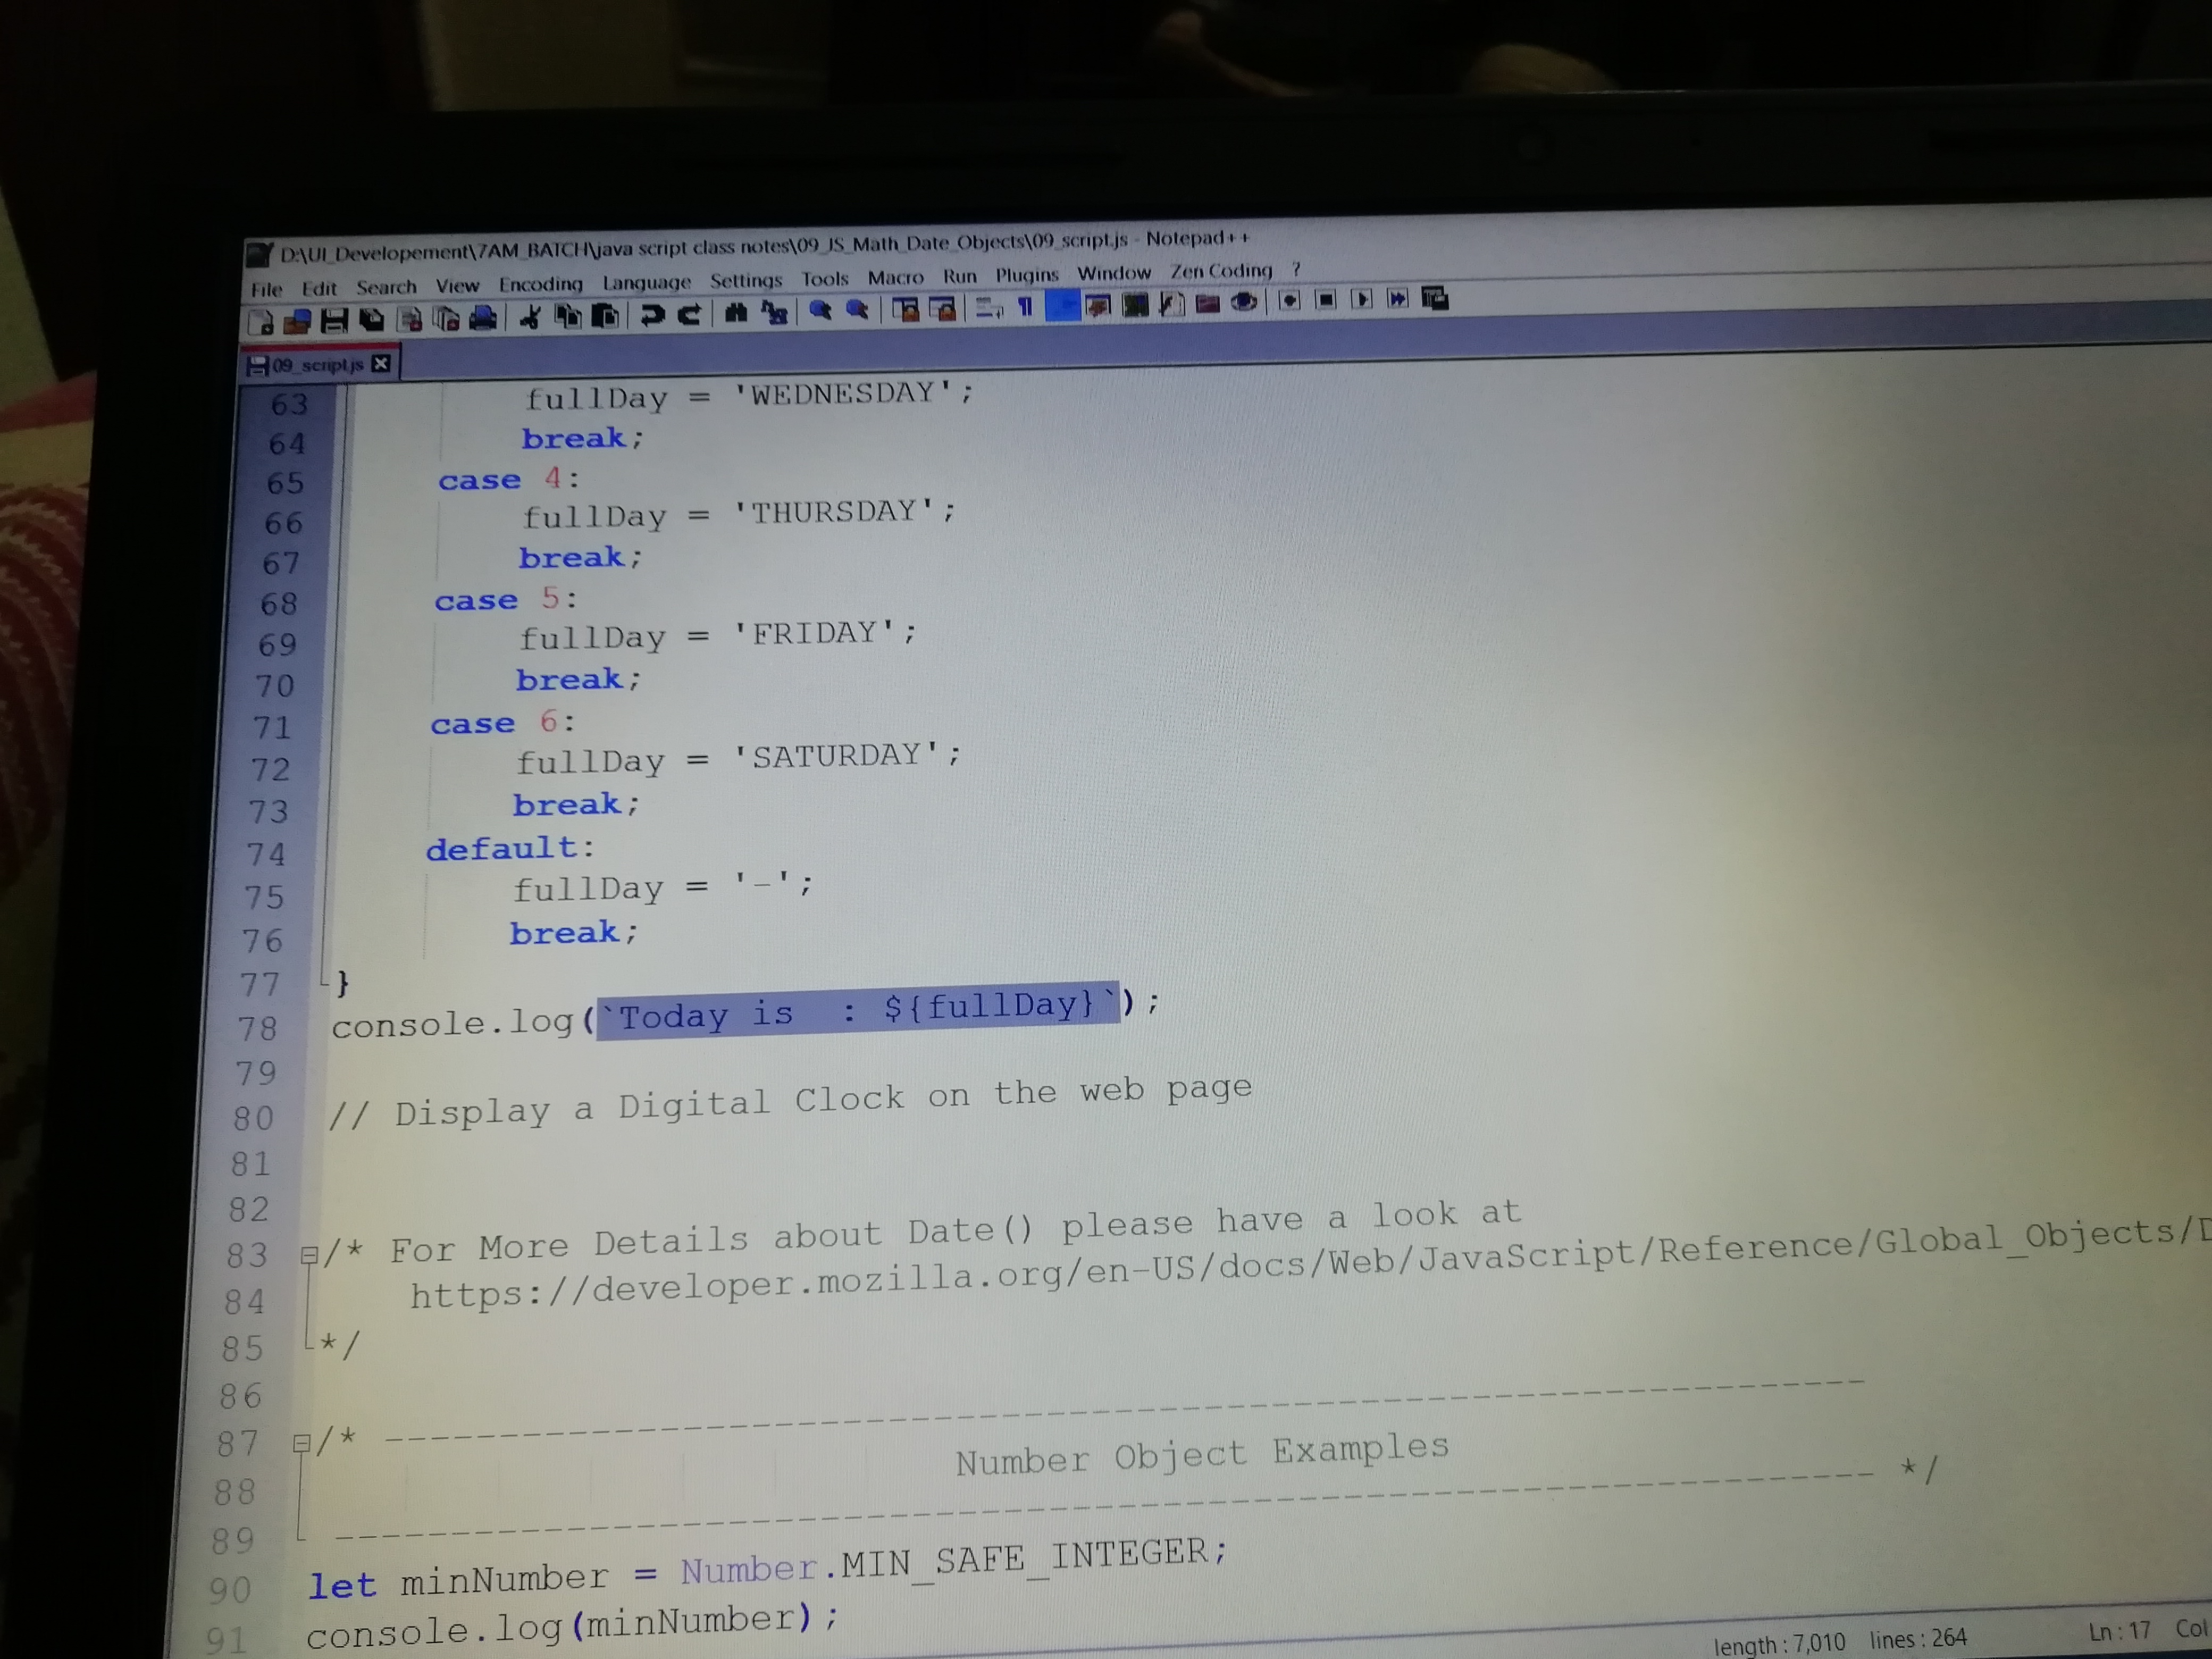 D:\UI_Developement\7AM_BATCH\java script class notes\09_JS_Math_Date_Objects\09_script.js - Notepad++
File Edit Search View Encoding Language Settings Tools Macro Run Plugins Window Zen Coding ?
09_script.js
63 fullDay = 'WEDNESDAY';
64 break;
65 case 4:
66 fullDay = 'THURSDAY';
67 break;
68 case 5:
69 fullDay = 'FRIDAY';
70 break;
71 case 6:
72 fullDay = 'SATURDAY';
73 break;
74 default:
75 fullDay = '-';
76 break;
77 }
78 console.log(`Today is  : ${fullDay}`);
79
80 // Display a Digital Clock on the web page
81
82
83 /* For More Details about Date() please have a look at
84 https://developer.mozilla.org/en-US/docs/Web/JavaScript/Reference/Global_Objects/D
85 */
86
87 /* --------------------------------------------------------------
88 Number Object Examples
89 -------------------------------------------------------------- */
90 let minNumber = Number.MIN_SAFE_INTEGER;
91 console.log(minNumber);
length : 7,010 lines : 264 Ln : 17 Col